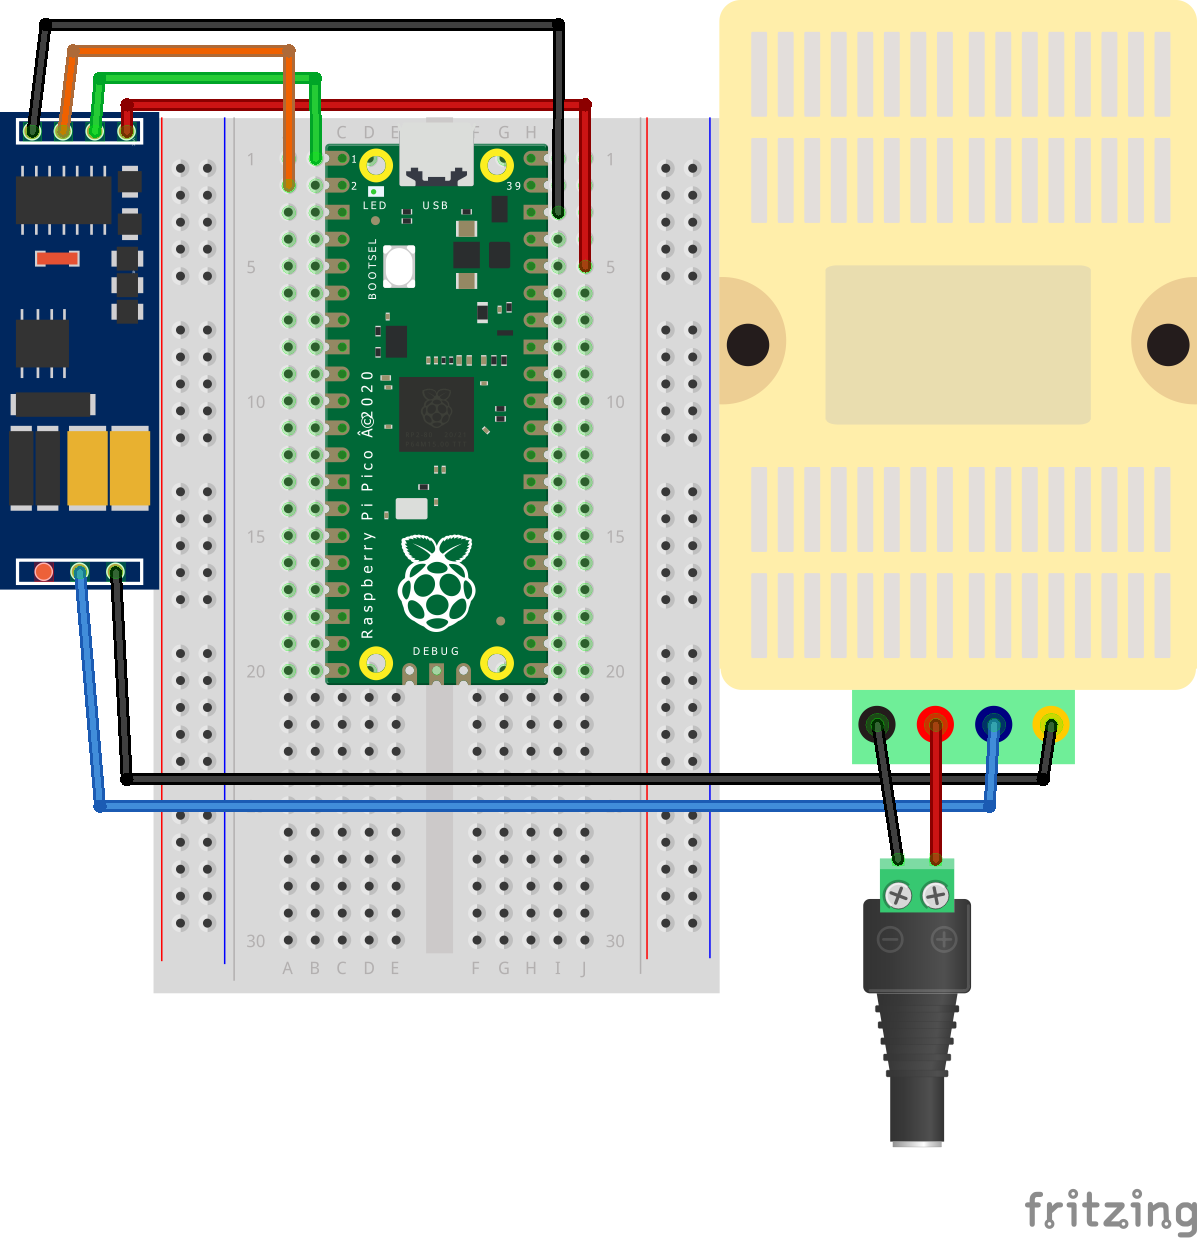 C D E F G H
1 1 1
2 39
LED USB
BOOTSEL
5 5
10 10
Raspberry Pi Pico Â©2020
15 15
DEBUG
20 20
30 30
A B C D E F G H I J
fritzing